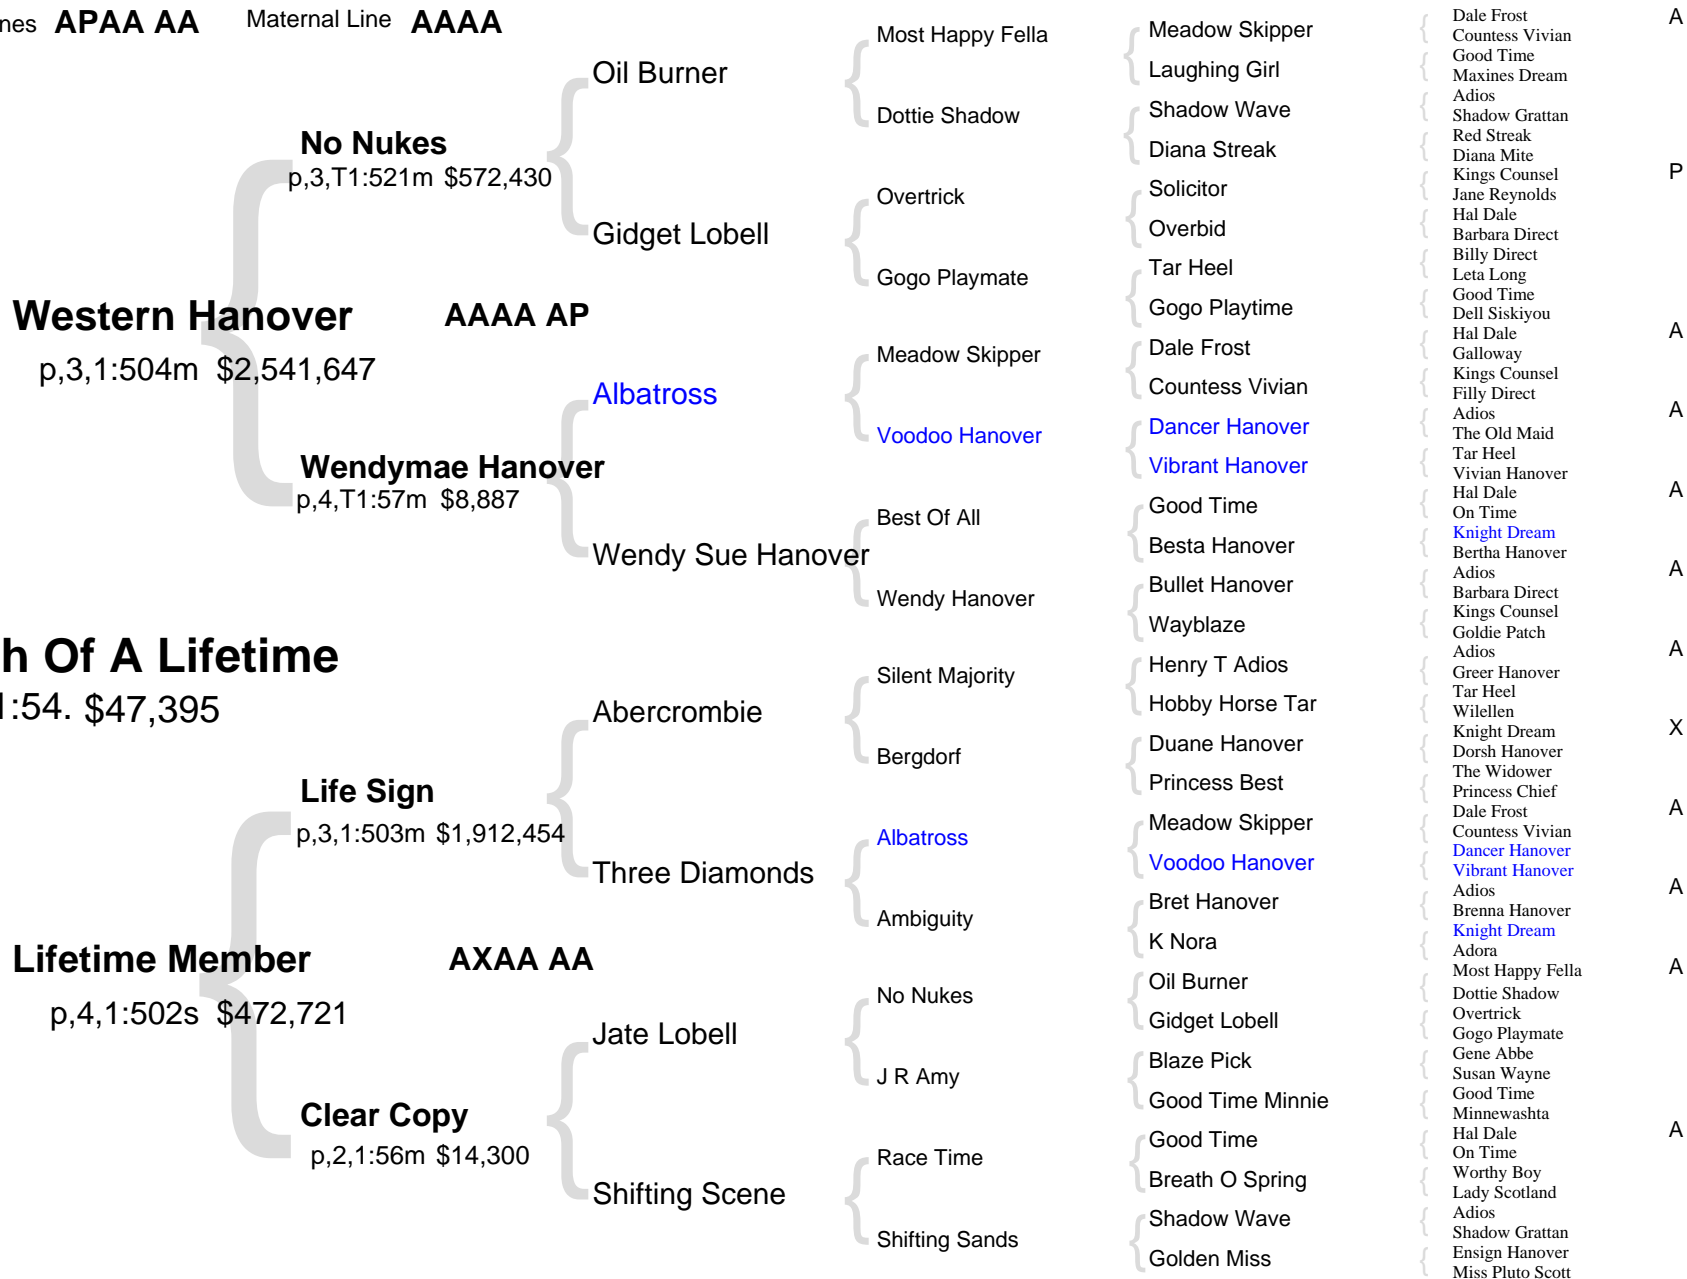 nes APAA AA Maternal Line AAAA
h Of A Lifetime
1:54. $47,395
Western Hanover AAAA AP
p,3,1:504m $2,541,647
Lifetime Member AXAA AA
p,4,1:502s $472,721
No Nukes
p,3,T1:521m $572,430
Wendymae Hanover
p,4,T1:57m $8,887
Life Sign
p,3,1:503m $1,912,454
Clear Copy
p,2,1:56m $14,300
Oil Burner
Gidget Lobell
Albatross
Wendy Sue Hanover
Abercrombie
Three Diamonds
Jate Lobell
Shifting Scene
Most Happy Fella
Dottie Shadow
Overtrick
Gogo Playmate
Meadow Skipper
Voodoo Hanover
Best Of All
Wendy Hanover
Silent Majority
Bergdorf
Albatross
Ambiguity
No Nukes
J R Amy
Race Time
Shifting Sands
Meadow Skipper
Laughing Girl
Shadow Wave
Diana Streak
Solicitor
Overbid
Tar Heel
Gogo Playtime
Dale Frost
Countess Vivian
Dancer Hanover
Vibrant Hanover
Good Time
Besta Hanover
Bullet Hanover
Wayblaze
Henry T Adios
Hobby Horse Tar
Duane Hanover
Princess Best
Meadow Skipper
Voodoo Hanover
Bret Hanover
K Nora
Oil Burner
Gidget Lobell
Blaze Pick
Good Time Minnie
Good Time
Breath O Spring
Shadow Wave
Golden Miss
Dale Frost A
Countess Vivian
Good Time
Maxines Dream
Adios
Shadow Grattan
Red Streak
Diana Mite
Kings Counsel P
Jane Reynolds
Hal Dale
Barbara Direct
Billy Direct
Leta Long
Good Time
Dell Siskiyou
Hal Dale A
Galloway
Kings Counsel
Filly Direct
Adios A
The Old Maid
Tar Heel
Vivian Hanover
Hal Dale A
On Time
Knight Dream
Bertha Hanover
Adios A
Barbara Direct
Kings Counsel
Goldie Patch
Adios A
Greer Hanover
Tar Heel
Wilellen
Knight Dream X
Dorsh Hanover
The Widower
Princess Chief
Dale Frost A
Countess Vivian
Dancer Hanover
Vibrant Hanover
Adios A
Brenna Hanover
Knight Dream
Adora
Most Happy Fella A
Dottie Shadow
Overtrick
Gogo Playmate
Gene Abbe
Susan Wayne
Good Time
Minnewashta
Hal Dale A
On Time
Worthy Boy
Lady Scotland
Adios
Shadow Grattan
Ensign Hanover
Miss Pluto Scott